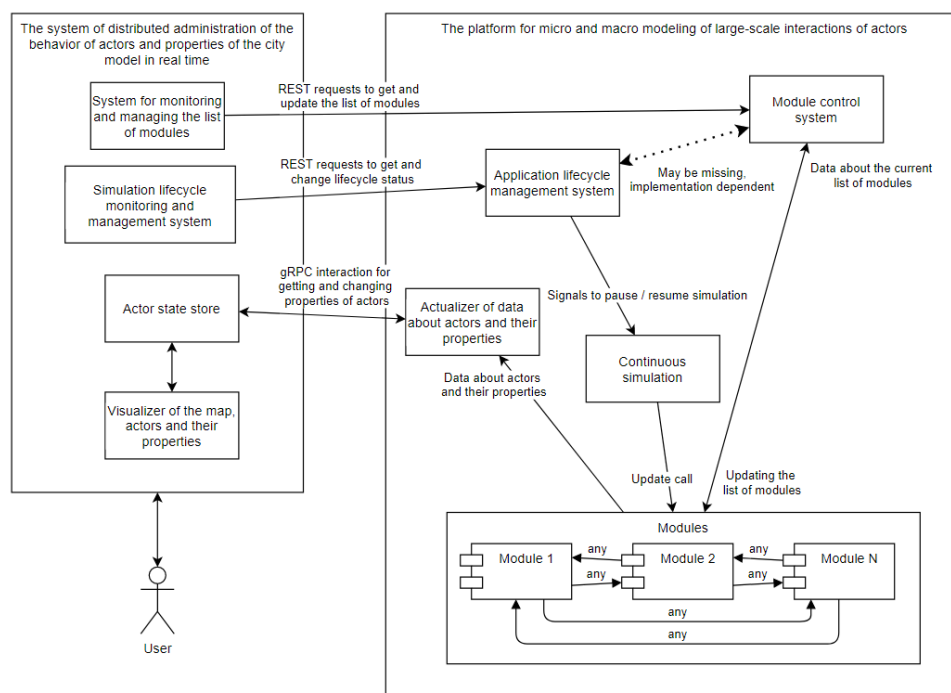 The system of distributed administration of the
behavior of actors and properties of the city
model in real time
The platform for micro and macro modeling of large-scale interactions of actors
System for monitoring
and managing the list
of modules
REST requests to get and
update the list of modules
Module control
system
Simulation lifecycle
monitoring and
management system
REST requests to get and
change lifecycle status
Application lifecycle
management system
May be missing,
implementation dependent
Data about the current
list of modules
Actor state store
gRPC interaction for
getting and changing
properties of actors
Actualizer of data
about actors and their
properties
Signals to pause / resume simulation
Continuous
simulation
Data about actors
and their properties
Visualizer of the map,
actors and their
properties
Update call
Updating the
list of modules
Modules
Module 1
any
any
Module 2
any
any
Module N
any
any
User